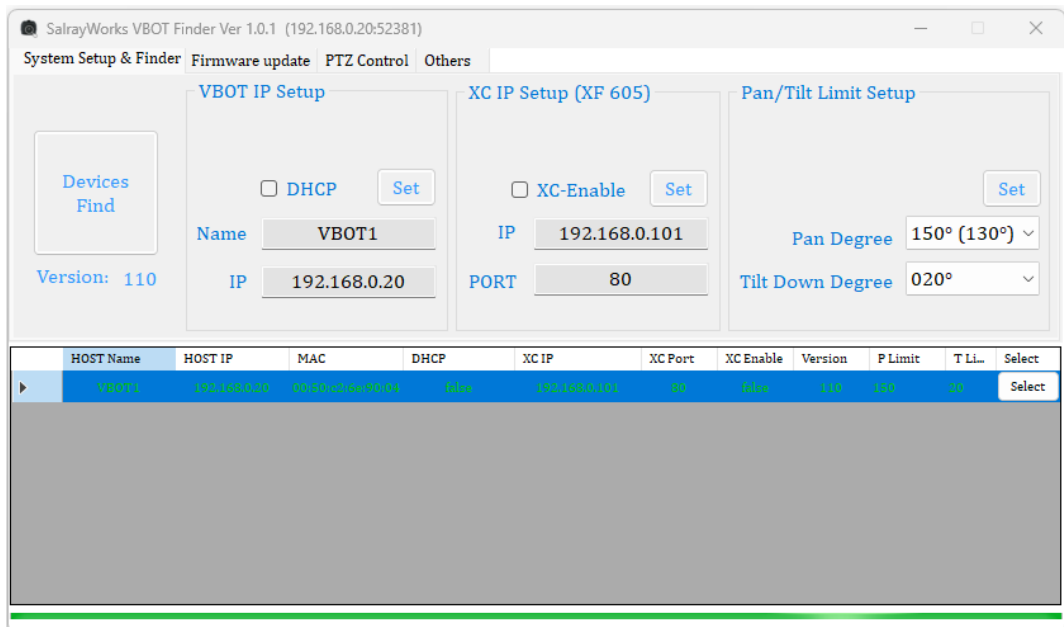 SalrayWorks VBOT Finder Ver 1.0.1 (192.168.0.20:52381)
System Setup & Finder Firmware update PTZ Control Others
VBOT IP Setup
XC IP Setup (XF 605)
Pan/Tilt Limit Setup
Devices
Find
DHCP Set
XC-Enable Set
Set
Name VBOT1
IP 192.168.0.101
Pan Degree 150° (130°)
Version: 110
IP 192.168.0.20
PORT 80
Tilt Down Degree 020°
HOST Name HOST IP MAC DHCP XC IP XC Port XC Enable Version P Limit T Li... Select
VBOT1 192.168.0.20 00:50:c2:6e:90:04 false 192.168.0.101 80 false 110 150 20 Select